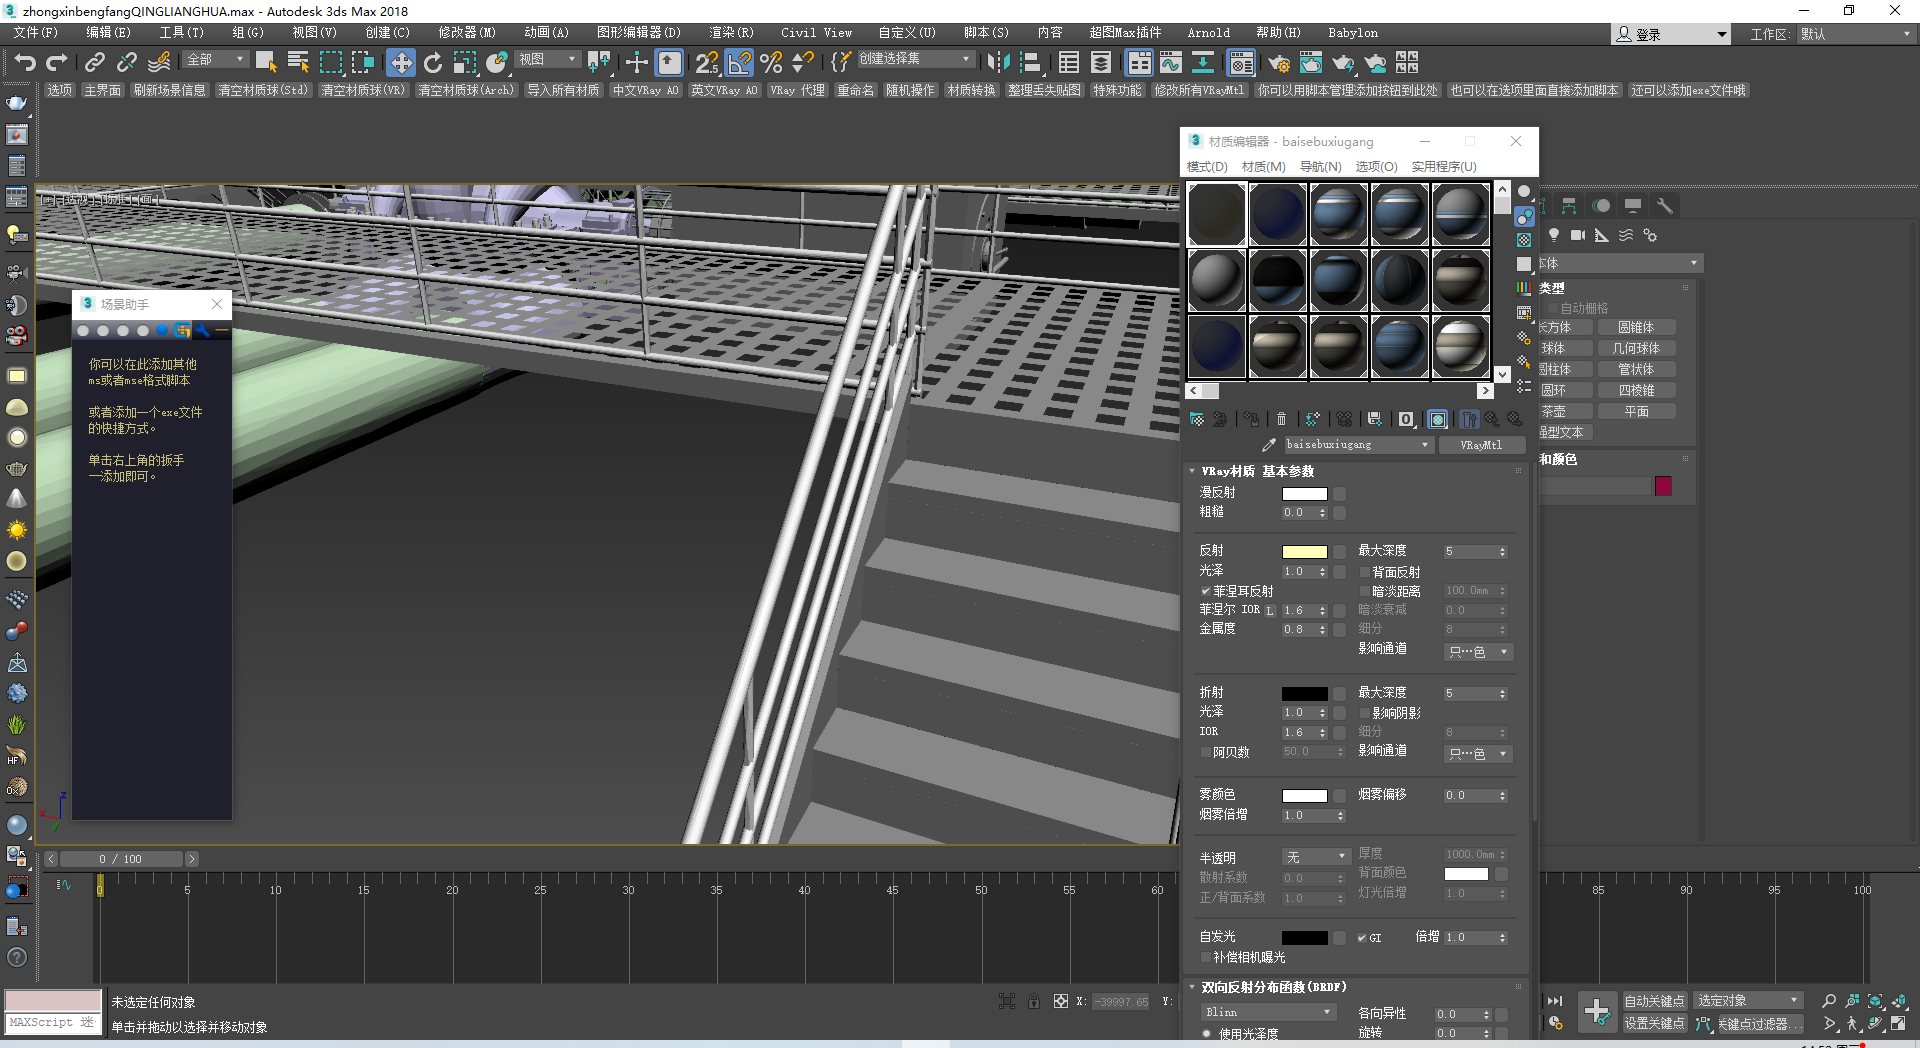 zhongxinbengfangQINGLIANGHUA.max - Autodesk 3ds Max 2018
文件(F) 编辑(E) 工具(T) 组(G) 视图(V) 创建(C) 修改器(M) 动画(A) 图形编辑器(D) 渲染(R) Civil View 自定义(U) 脚本(S) 内容 超图Max插件 Arnold 帮助(H) Babylon 登录 工作区: 默认
全部 视图 创建选择集
选项 主界面 刷新场景信息 清空材质球(Std) 清空材质球(VR) 清空材质球(Arch) 导入所有材质 中文VRay AO 英文VRay AO VRay 代理 重命名 随机操作 材质转换 整理丢失贴图 特殊功能 修改所有VRayMtl 你可以用脚本管理添加按钮到此处 也可以在选项里面直接添加脚本 还可以添加exe文件哦
场景助手
你可以在此添加其他
ms或者mse格式脚本
或者添加一个exe文件
的快捷方式。
单击右上角的扳手
一添加即可。
材质编辑器 - baisebuxiugang
模式(D) 材质(M) 导航(N) 选项(O) 实用程序(U)
baisebuxiugang VRayMtl
VRay材质 基本参数
漫反射
粗糙 0.0
反射 最大深度 5
光泽 1.0 背面反射
菲涅耳反射 暗淡距离 100.0mm
菲涅尔 IOR L 1.6 暗淡衰减 0.0
金属度 0.8 细分 8
影响通道 只…色
折射 最大深度 5
光泽 1.0 影响阴影
IOR 1.6 细分 8
阿贝数 50.0 影响通道 只…色
雾颜色 烟雾偏移 0.0
烟雾倍增 1.0
半透明 无 厚度 1000.0mm
散射系数 0.0 背面颜色
正/背面系数 1.0 灯光倍增 1.0
自发光 GI 倍增 1.0
补偿相机曝光
双向反射分布函数(BRDF)
Blinn 各向异性 0.0
使用光泽度 旋转 0.0
体
类型
自动栅格
长方体 圆锥体
球体 几何球体
圆柱体 管状体
圆环 四棱锥
茶壶 平面
强型文本
和颜色
0 / 100
0 5 10 15 20 25 30 35 40 45 50 55 60 85 90 95 100
未选定任何对象
X: -39997.65 Y:
MAXScript 迷
单击并拖动以选择并移动对象
自动关键点 选定对象
设置关键点 关键点过滤器...